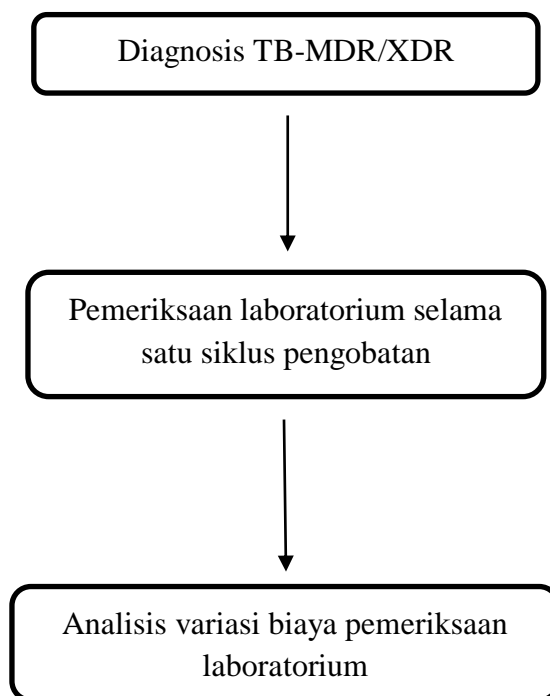 Diagnosis TB-MDR/XDR
Pemeriksaan laboratorium selama
satu siklus pengobatan
Analisis variasi biaya pemeriksaan
laboratorium